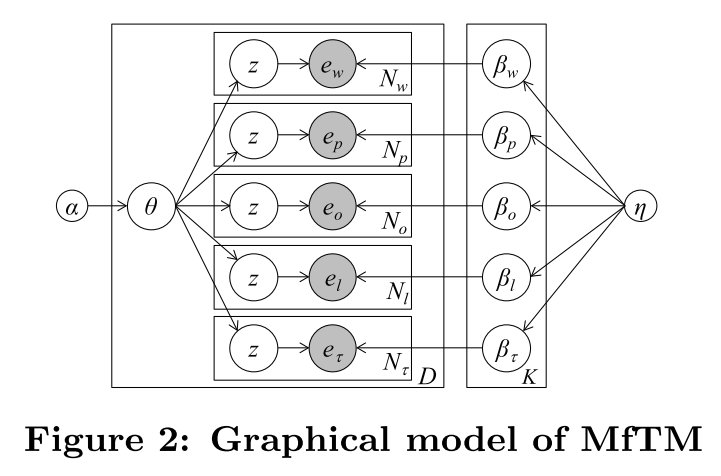 z e_w N_w β_w
z e_p N_p β_p
α θ z e_o N_o β_o η
z e_l N_l β_l
z e_τ N_τ D β_τ K
Figure 2: Graphical model of MfTM